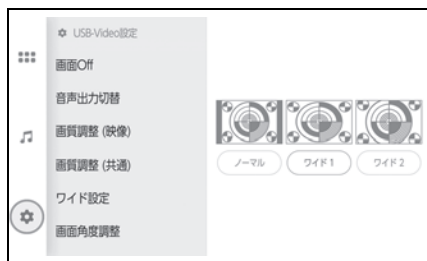 USB-Video設定
画面Off
音声出力切替
画質調整 (映像)
画質調整 (共通)
ワイド設定
画面角度調整
ノーマル
ワイド1
ワイド2